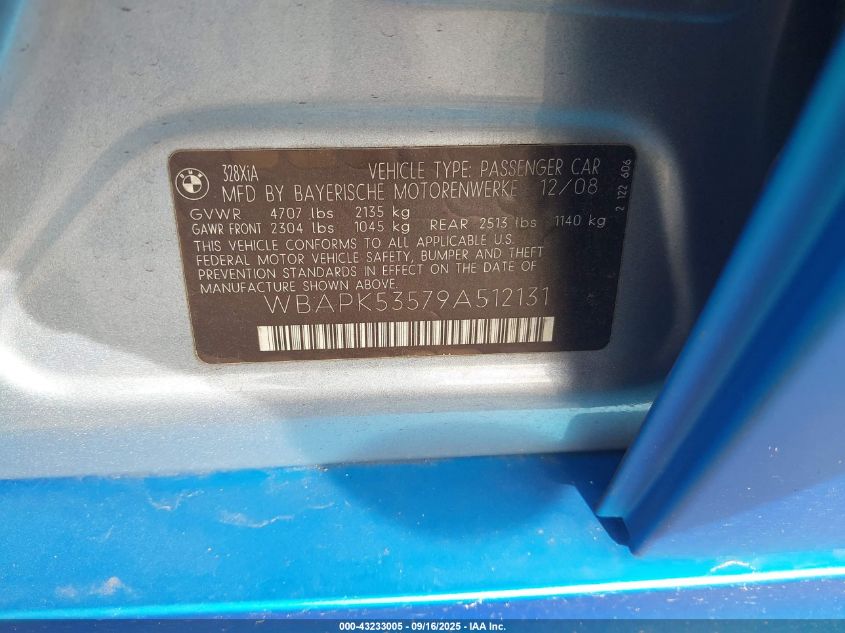 BMW
328XiA
VEHICLE TYPE: PASSENGER CAR
MFD BY BAYERISCHE MOTORENWERKE 12/08
GVWR 4707 lbs 2135 kg
GAWR FRONT 2304 lbs 1045 kg REAR 2513 lbs 1140 kg
THIS VEHICLE CONFORMS TO ALL APPLICABLE U.S.
FEDERAL MOTOR VEHICLE SAFETY, BUMPER AND THEFT
PREVENTION STANDARDS IN EFFECT ON THE DATE OF
MANUFACTURE SHOWN ABOVE.
WBAPK53579A512131
2 122 606
000-43233005 - 09/16/2025 - IAA Inc.